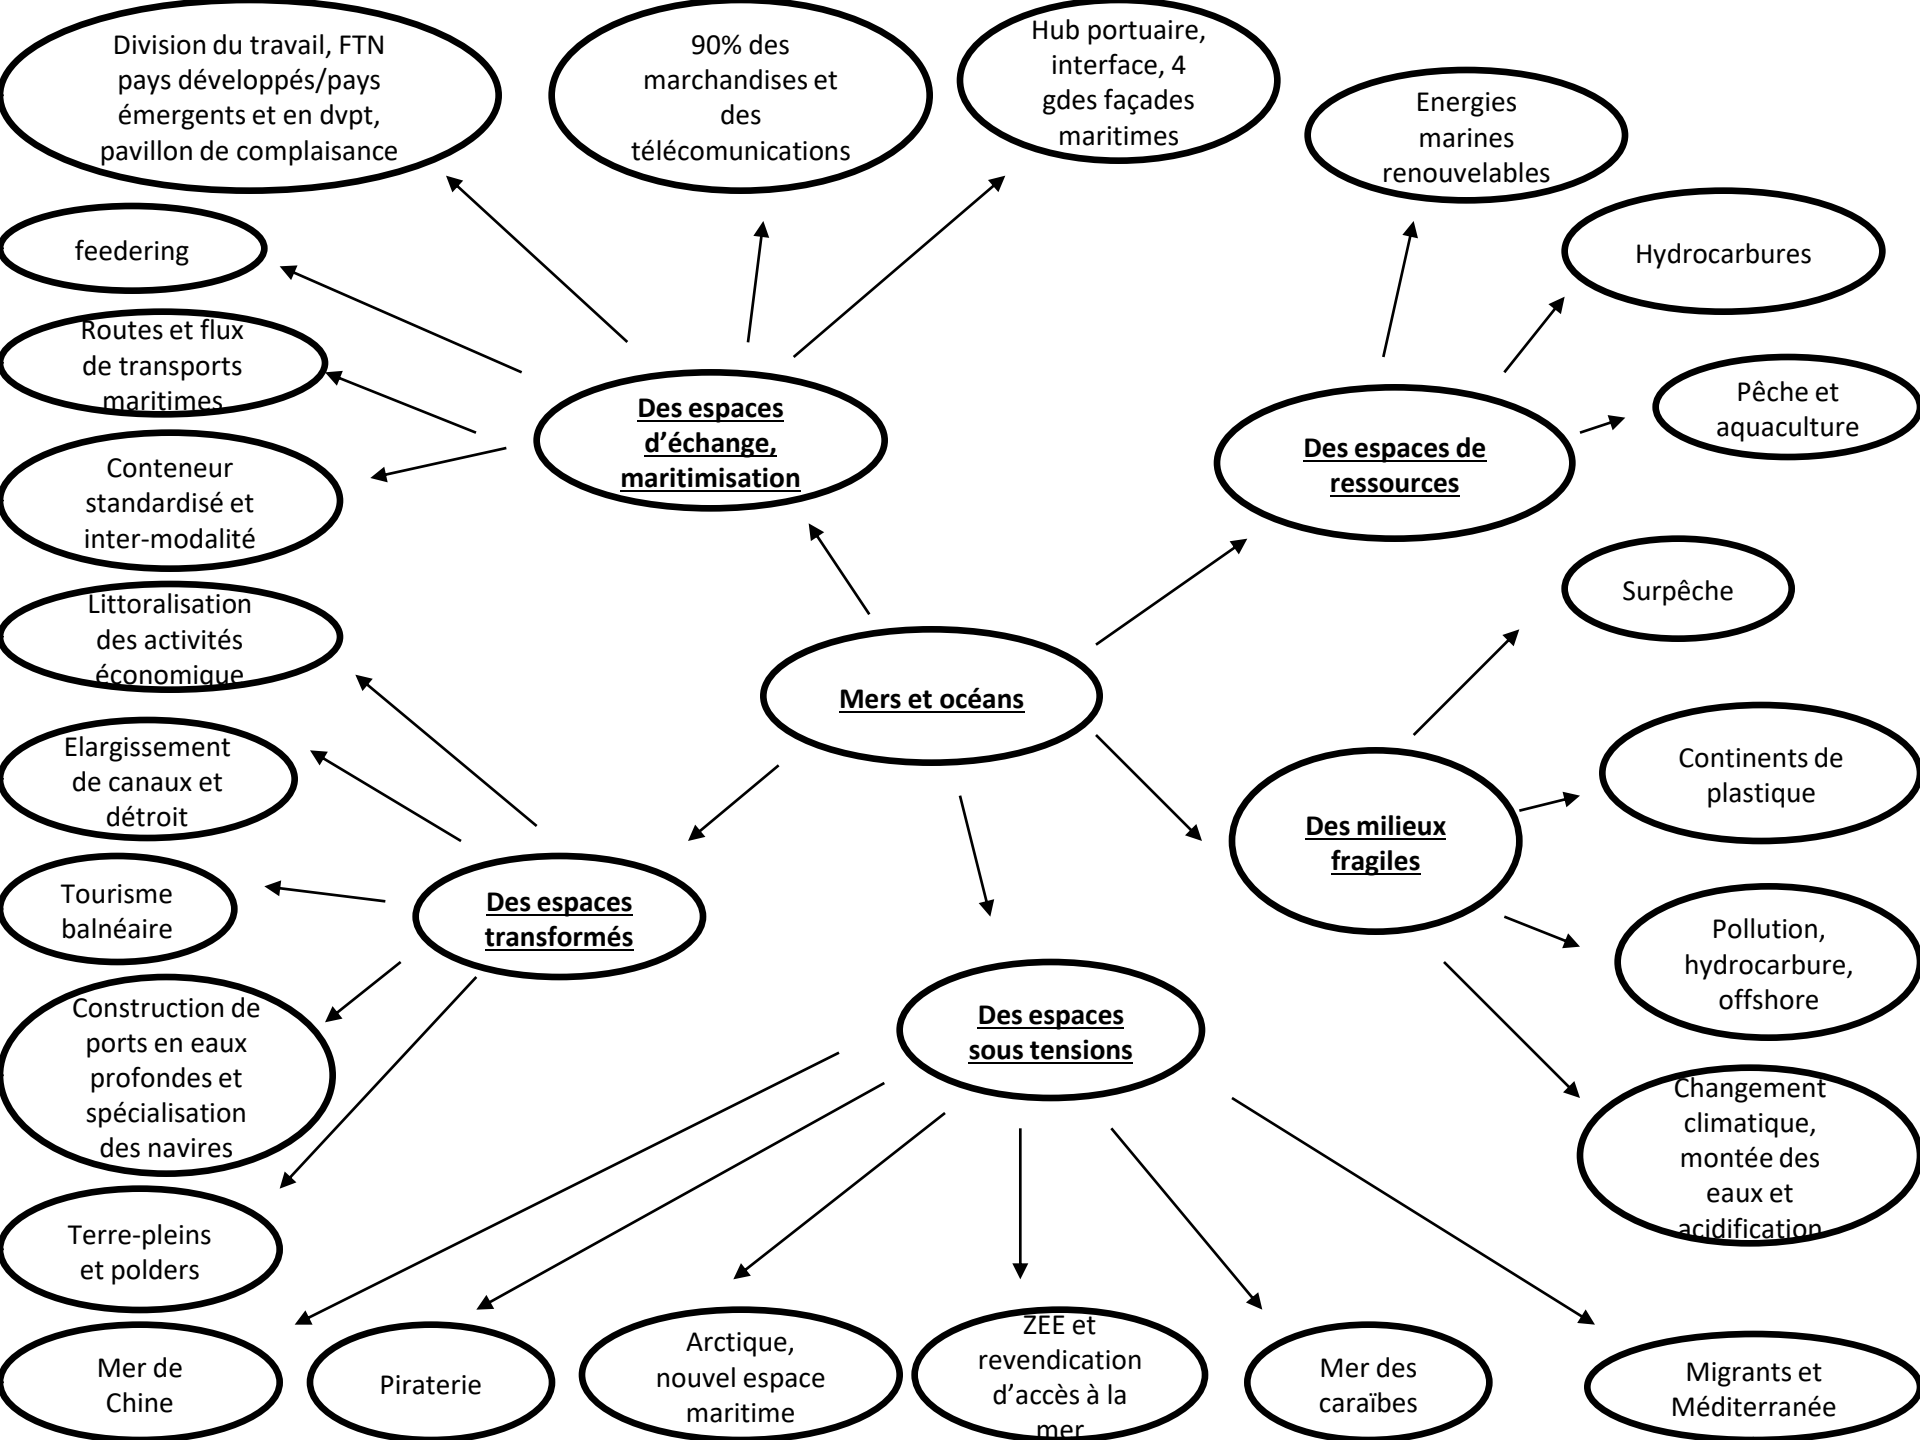 Division du travail, FTN
pays développés/pays
émergents et en dvpt,
pavillon de complaisance
90% des
marchandises et
des
télécomunications
Hub portuaire,
interface, 4
gdes façades
maritimes
Energies
marines
renouvelables
feedering
Hydrocarbures
Routes et flux
de transports
maritimes
Pêche et
aquaculture
Des espaces
d’échange,
maritimisation
Des espaces de
ressources
Conteneur
standardisé et
inter-modalité
Surpêche
Littoralisation
des activités
économique
Mers et océans
Elargissement
de canaux et
détroit
Continents de
plastique
Des milieux
fragiles
Tourisme
balnéaire
Des espaces
transformés
Pollution,
hydrocarbure,
offshore
Construction de
ports en eaux
profondes et
spécialisation
des navires
Des espaces
sous tensions
Changement
climatique,
montée des
eaux et
acidification
Terre-pleins
et polders
Mer de
Chine
Piraterie
Arctique,
nouvel espace
maritime
ZEE et
revendication
d’accès à la
mer
Mer des
caraïbes
Migrants et
Méditerranée